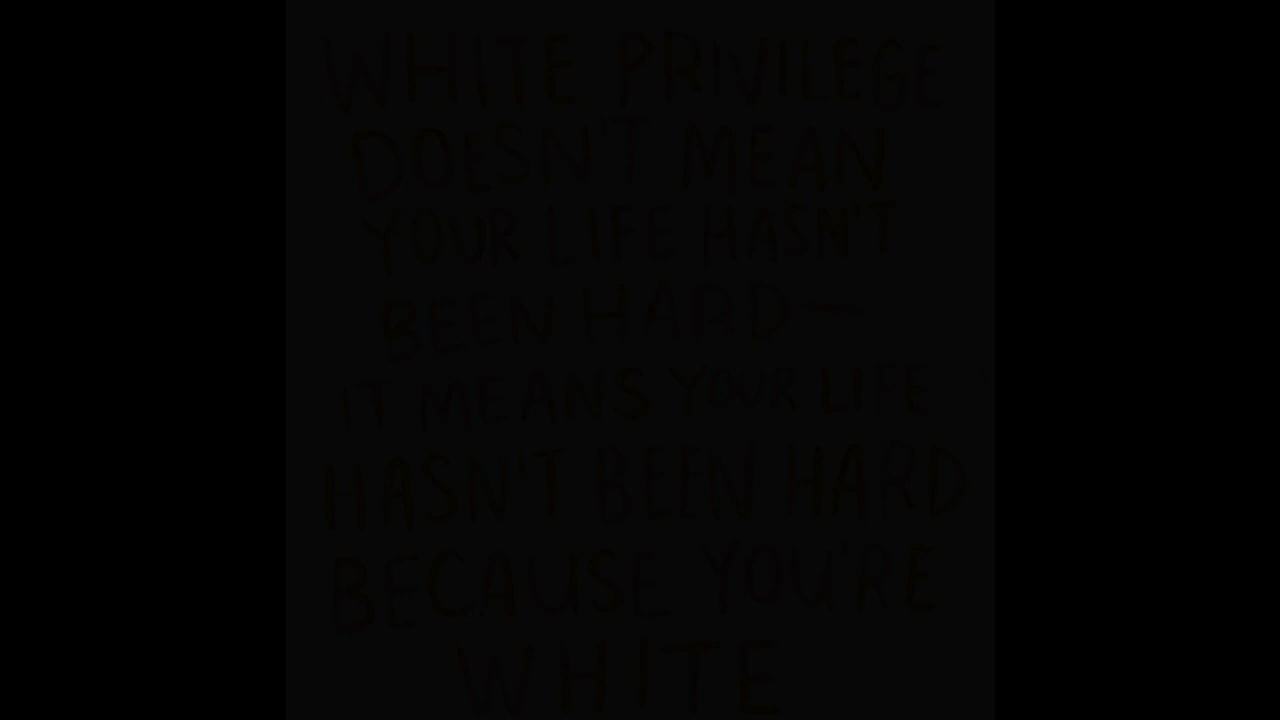 WHITE PRIVILEGE
DOESN'T MEAN
YOUR LIFE HASN'T
BEEN HARD—
IT MEANS YOUR LIFE
HASN'T BEEN HARD
BECAUSE YOU'RE
WHITE